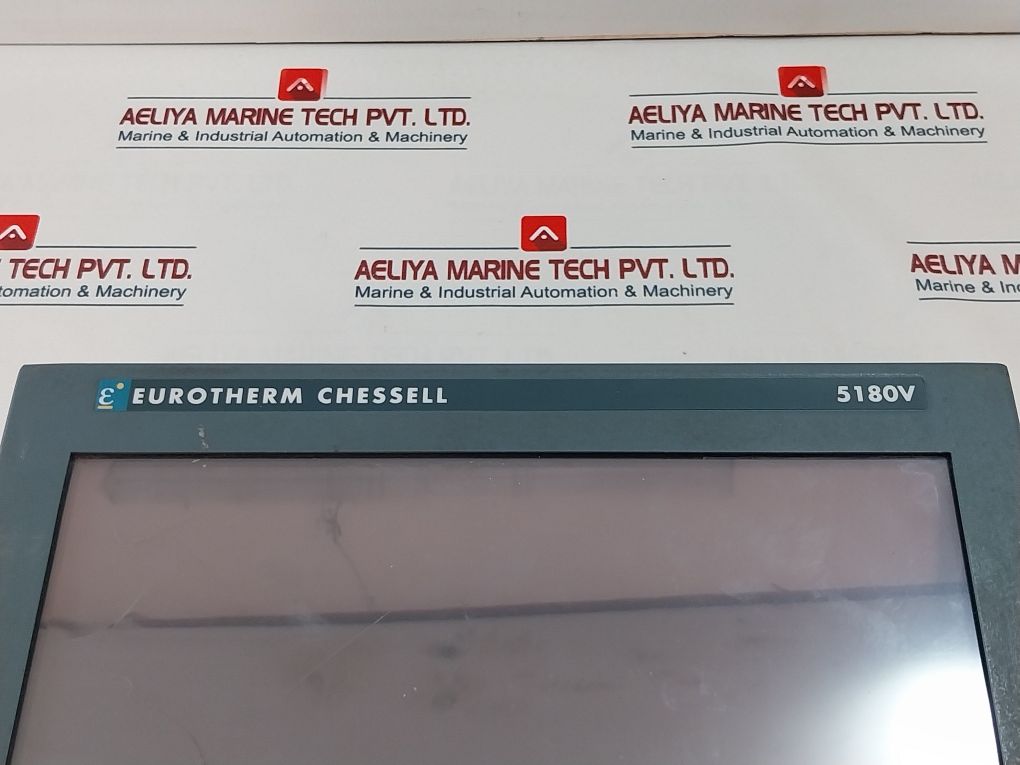 AELIYA MARINE TECH PVT. LTD.
Marine & Industrial Automation & Machinery
AELIYA MARINE TECH PVT. LTD.
Marine & Industrial Automation & Machinery
TECH PVT. LTD.
& Machinery
AELIYA MARINE TECH PVT. LTD.
Marine & Industrial Automation & Machinery
AELIYA
Marine &
EUROTHERM CHESSELL
5180V